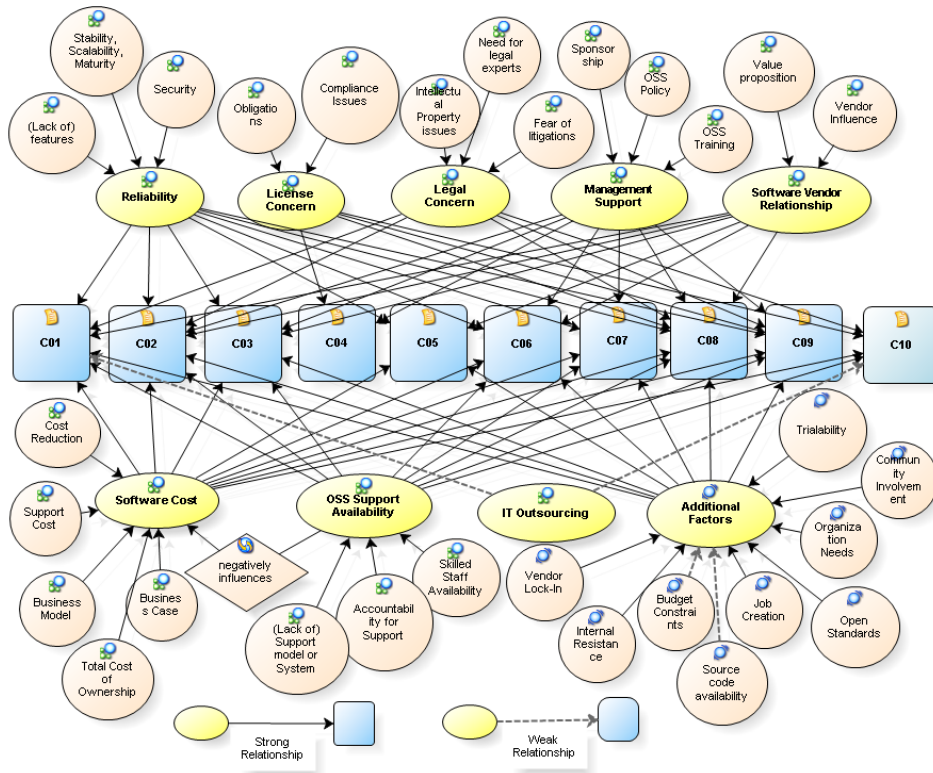 Stability,
Scalability,
Maturity
Security
(Lack of)
features
Obligatio
ns
Compliance
Issues
Need for
legal
experts
Intellectu
al
Property
issues
Fear of
litigations
Sponsor
ship
OSS
Policy
OSS
Training
Value
proposition
Vendor
Influence
Reliability
License
Concern
Legal
Concern
Management
Support
Software Vendor
Relationship
C01
C02
C03
C04
C05
C06
C07
C08
C09
C10
Cost
Reduction
Support
Cost
Business
Model
Total Cost
of
Ownership
Busines
s Case
Software Cost
negatively
influences
OSS Support
Availability
(Lack of)
Support
model or
System
Accountabil
ity for
Support
Skilled
Staff
Availability
IT Outsourcing
Additional
Factors
Trialability
Commun
ity
Involvem
ent
Organiza
tion
Needs
Open
Standards
Job
Creation
Source
code
availability
Budget
Constrai
nts
Internal
Resista
nce
Vendor
Lock-In
Strong
Relationship
Weak
Relationship